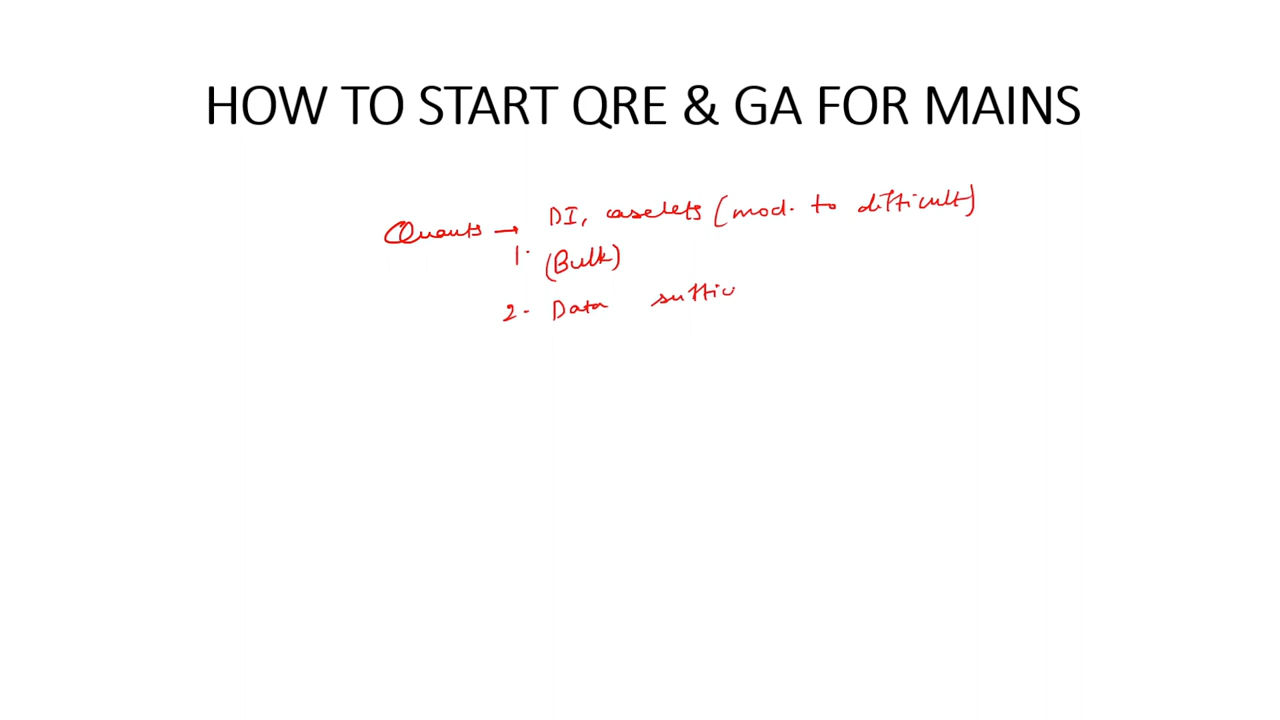 HOW TO START QRE & GA FOR MAINS
Quants → DI, caselets (mod. to difficult)
1. (Bulk)
2. Data suffic